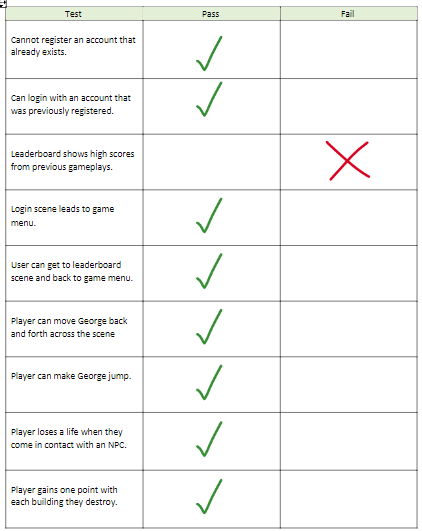 Test Pass Fail
Cannot register an account that
already exists.
Can login with an account that
was previously registered.
Leaderboard shows high scores
from previous gameplays.
Login scene leads to game
menu.
User can get to leaderboard
scene and back to game menu.
Player can move George back
and forth across the scene
Player can make George jump.
Player loses a life when they
come in contact with an NPC.
Player gains one point with
each building they destroy.